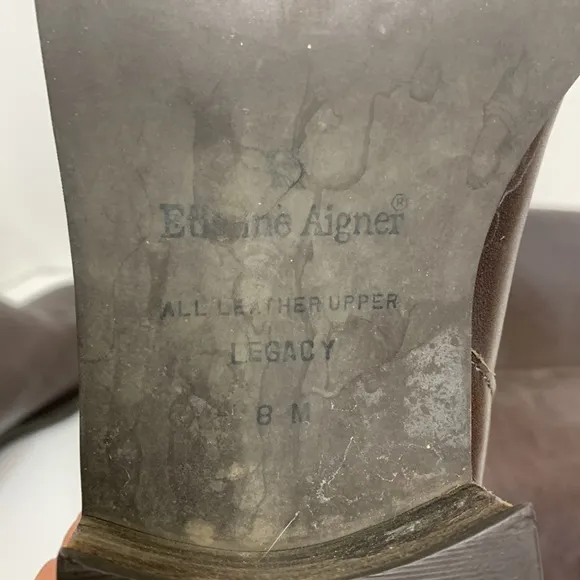 Etienne Aigner®
ALL LEATHER UPPER
LEGACY
8 M